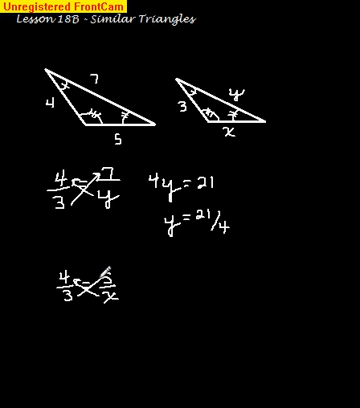 Unregistered FrontCam
Lesson 18B - Similar Triangles
7
4
5
y
3
x
4/3 = 7/y
4y = 21
y = 21/4
4/3 = 5/x